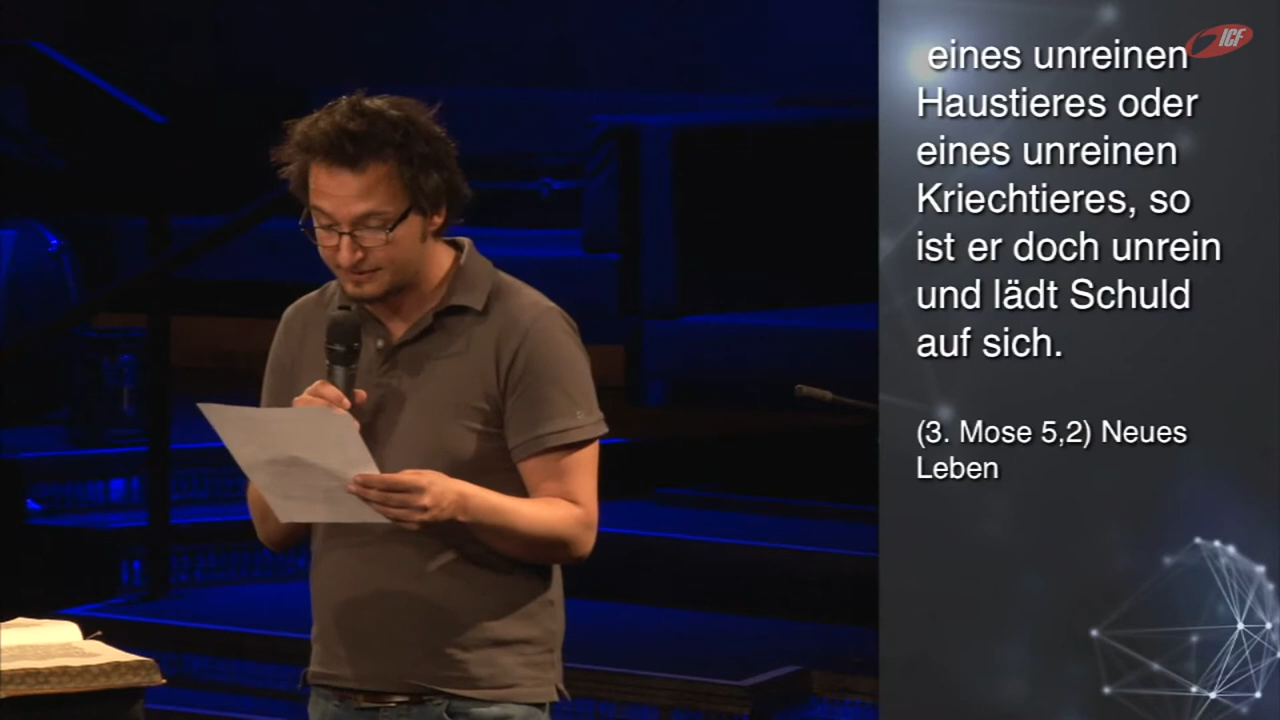 ICF
eines unreinen
Haustieres oder
eines unreinen
Kriechtieres, so
ist er doch unrein
und lädt Schuld
auf sich.
(3. Mose 5,2) Neues
Leben